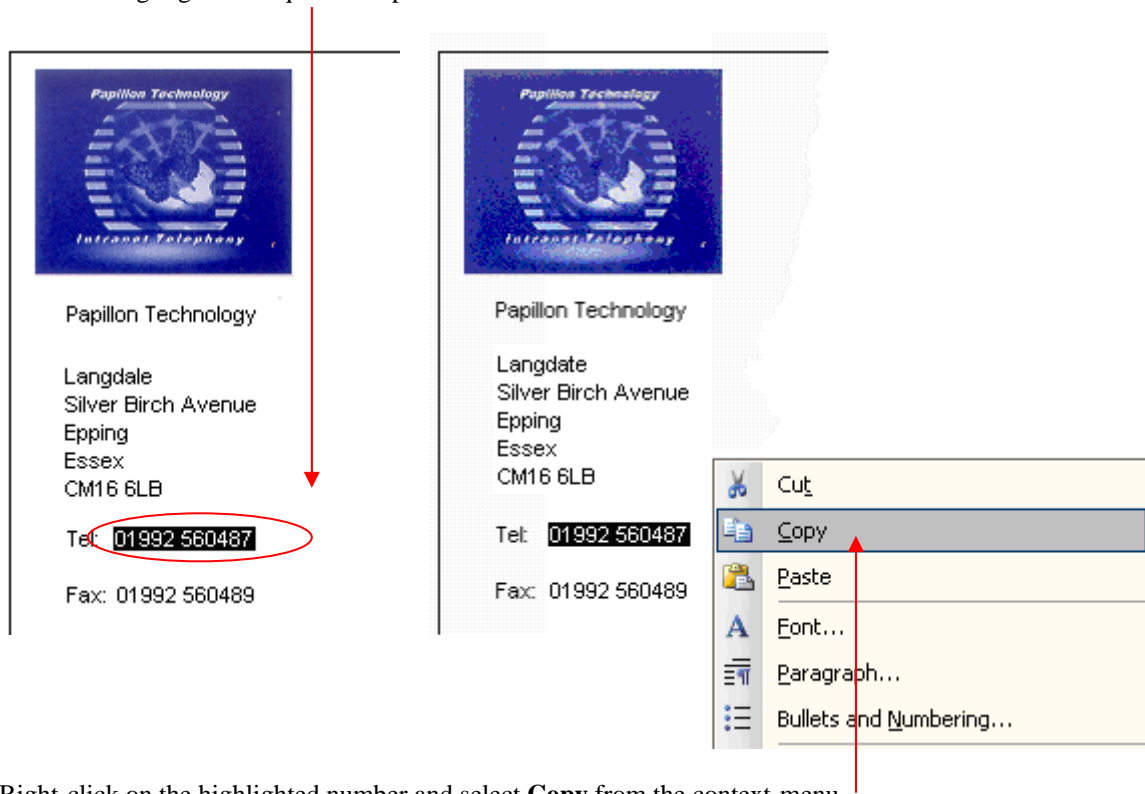 Papillon Technology
Intranet Telephony
Papillon Technology
Langdale
Silver Birch Avenue
Epping
Essex
CM16 6LB
Tel: 01992 560487
Fax: 01992 560489
Papillon Technology
Intranet Telephony
Papillon Technology
Langdate
Silver Birch Avenue
Epping
Essex
CM16 6LB
Tel: 01992 560487
Fax: 01992 560489
Cut
Copy
Paste
Font...
Paragraph...
Bullets and Numbering...
Right-click on the highlighted number and select Copy from the context-menu